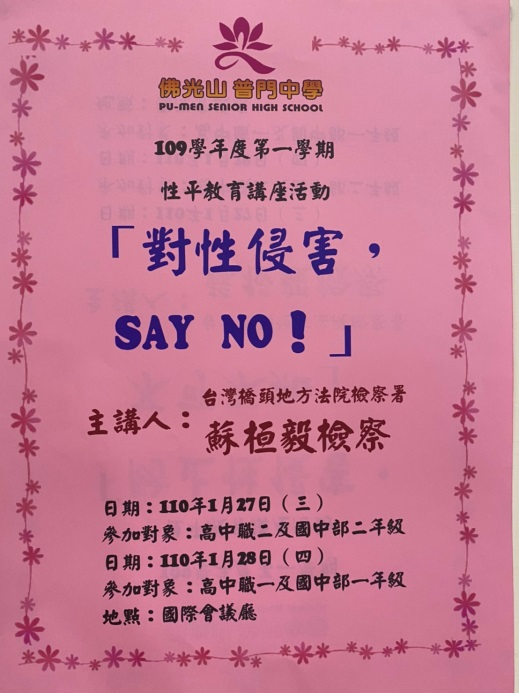 佛光山 普門中學
PU-MEN SENIOR HIGH SCHOOL
109學年度第一學期
性平教育講座活動
「對性侵害，
SAY NO！」
台灣橋頭地方法院檢察署
主講人：蘇桓毅檢察
日期：110年1月27日（三）
參加對象：高中職二及國中部二年級
日期：110年1月28日（四）
參加對象：高中職一及國中部一年級
地點：國際會議廳